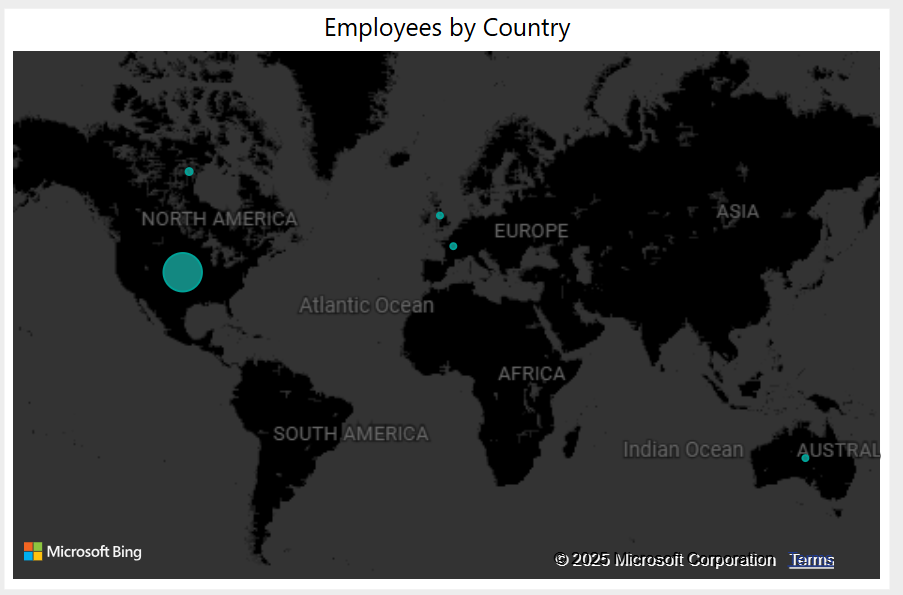 Employees by Country
NORTH AMERICA
EUROPE
ASIA
Atlantic Ocean
AFRICA
SOUTH AMERICA
Indian Ocean
AUSTRAL
Microsoft Bing
© 2025 Microsoft Corporation Terms